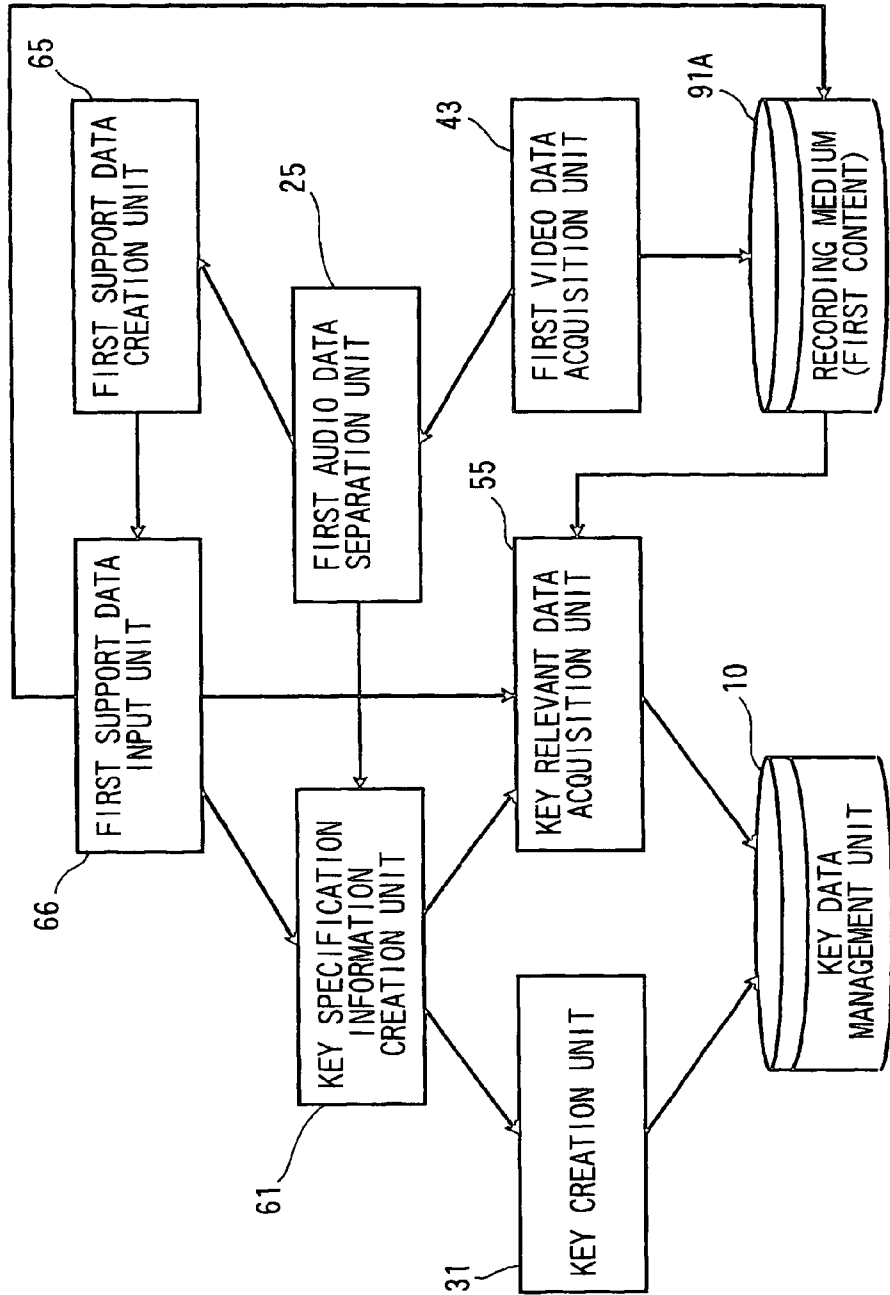 66
FIRST SUPPORT DATA
INPUT UNIT
65
FIRST SUPPORT DATA
CREATION UNIT
61
KEY SPECIFICATION
INFORMATION
CREATION UNIT
25
FIRST AUDIO DATA
SEPARATION UNIT
31
KEY CREATION UNIT
55
KEY RELEVANT DATA
ACQUISITION UNIT
43
FIRST VIDEO DATA
ACQUISITION UNIT
10
KEY DATA
MANAGEMENT UNIT
91A
RECORDING MEDIUM
(FIRST CONTENT)